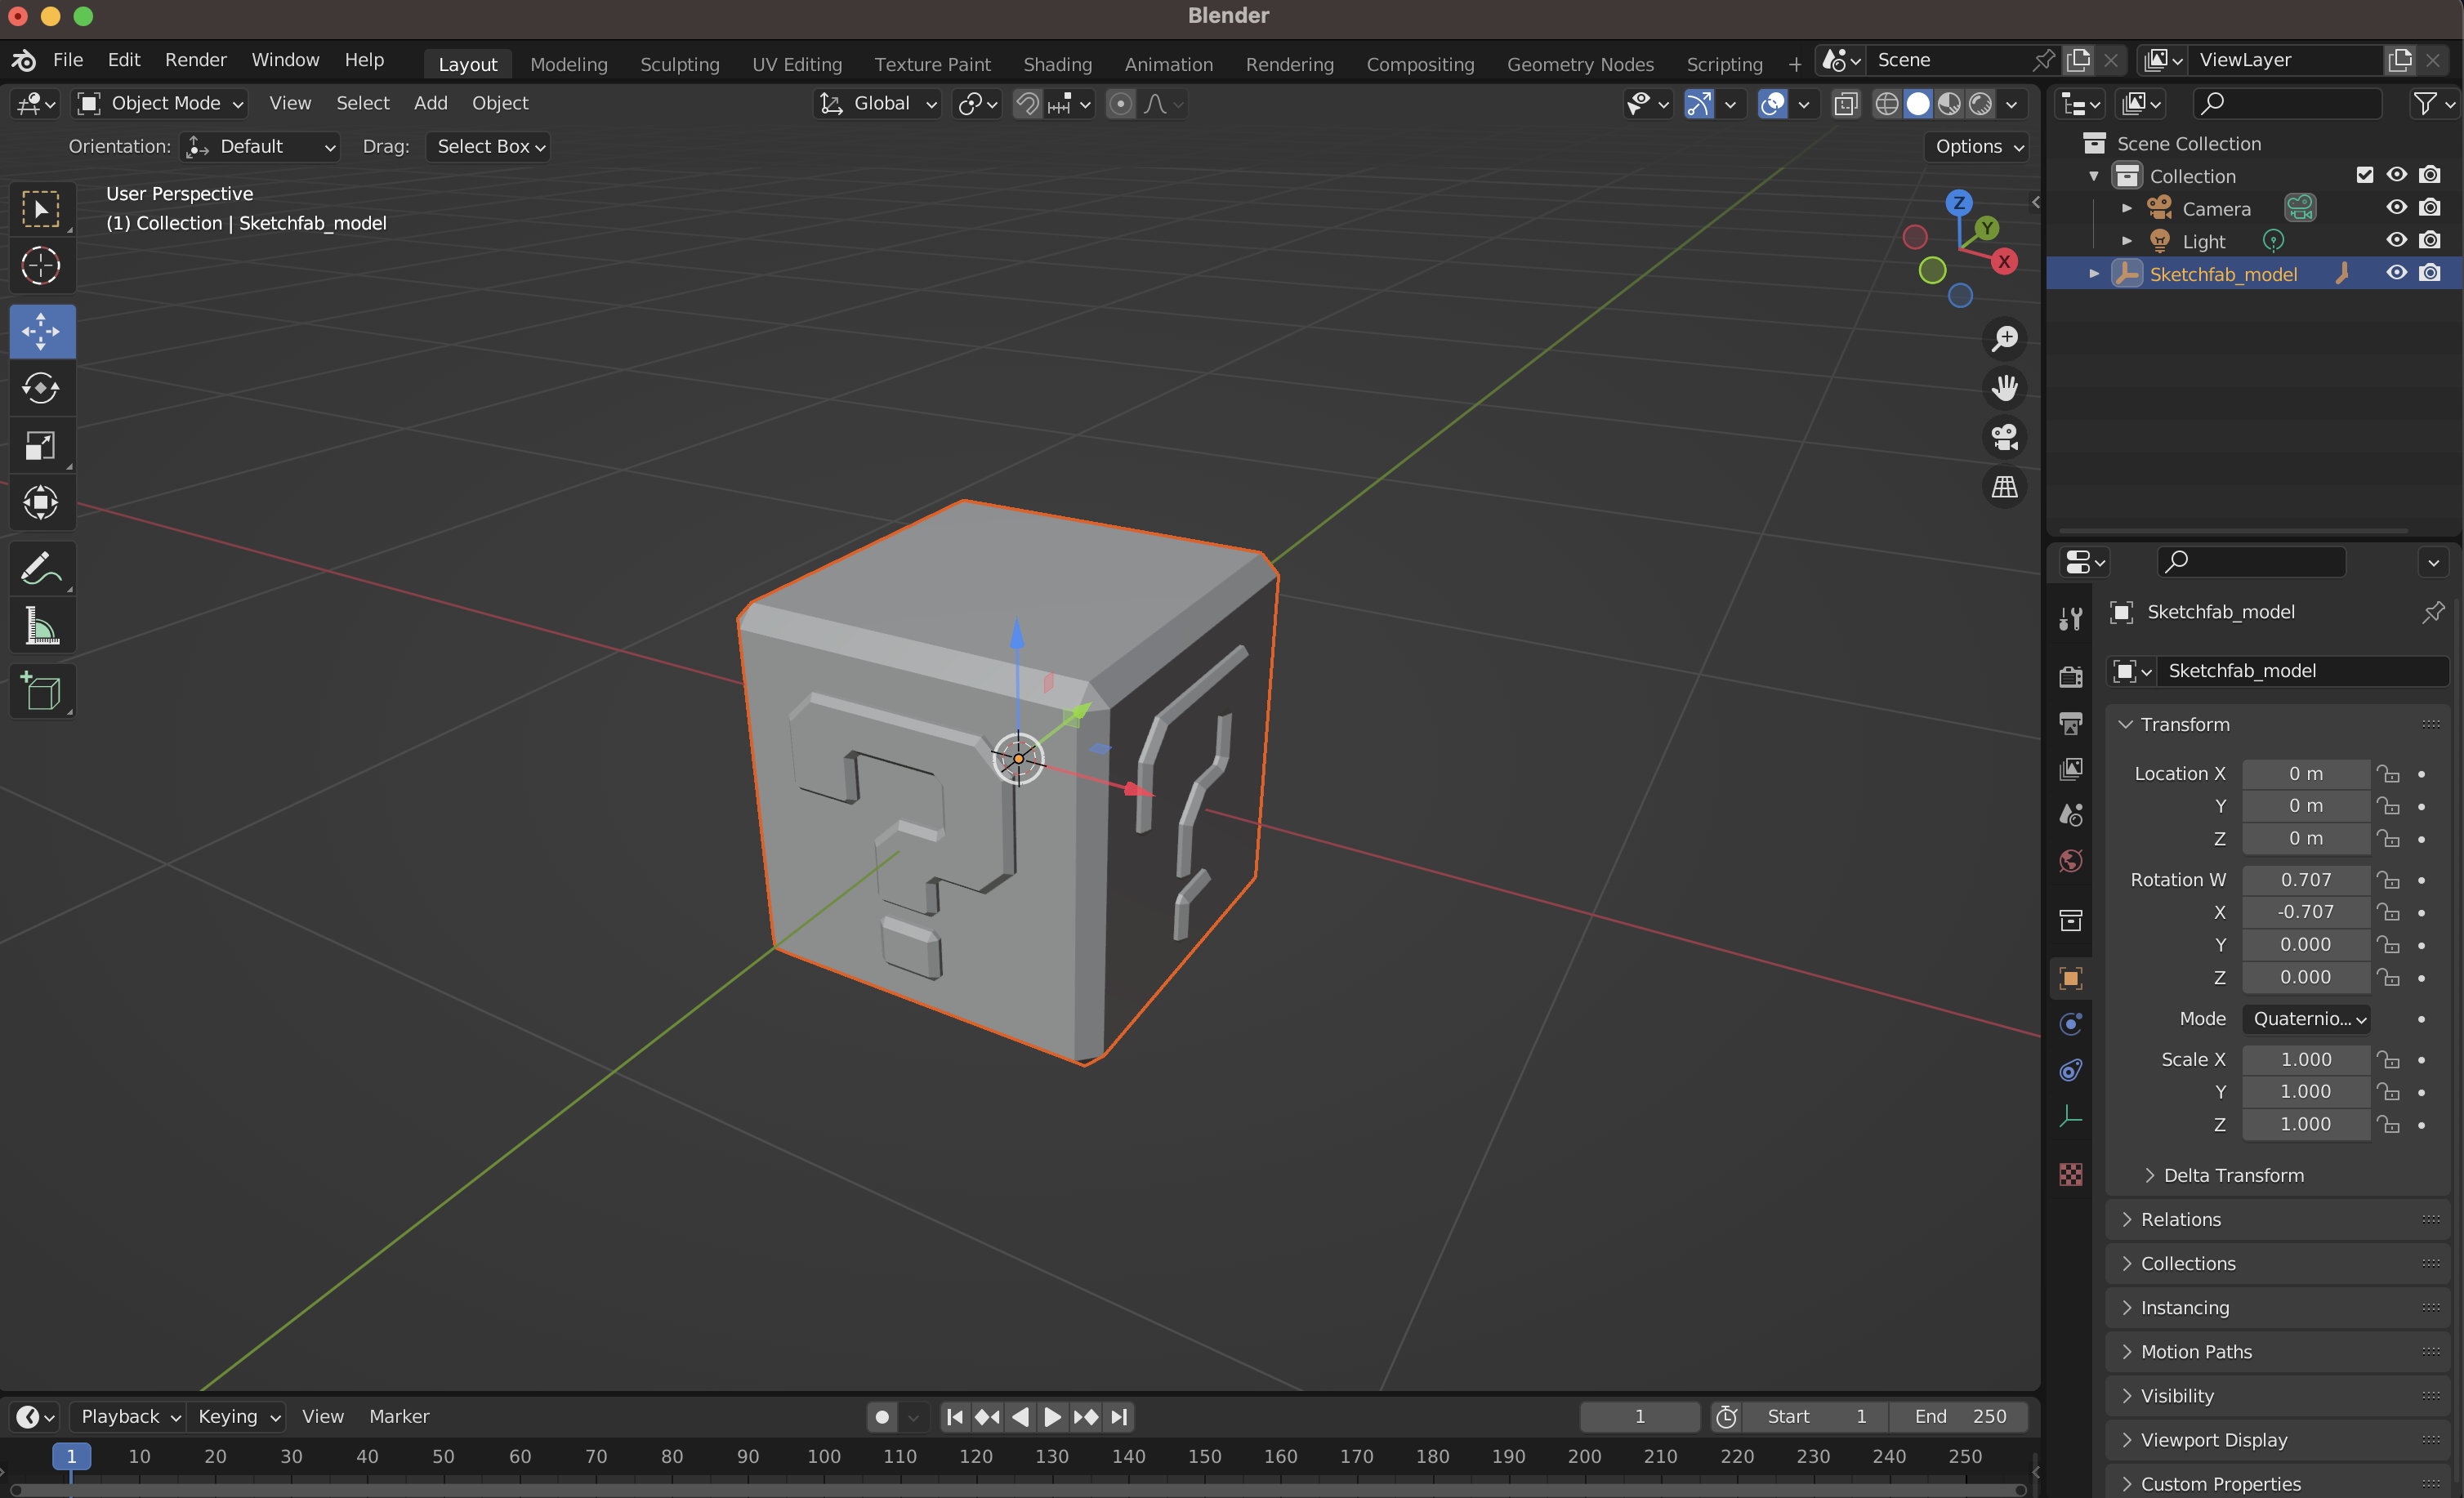 Blender
File Edit Render Window Help Layout Modeling Sculpting UV Editing Texture Paint Shading Animation Rendering Compositing Geometry Nodes Scripting + Scene ViewLayer
Object Mode View Select Add Object Global
Orientation: Default Drag: Select Box Options
User Perspective
(1) Collection | Sketchfab_model
Z
Y
X
Scene Collection
Collection
Camera
Light
Sketchfab_model
Sketchfab_model
Sketchfab_model
Transform
Location X 0 m
Y 0 m
Z 0 m
Rotation W 0.707
X -0.707
Y 0.000
Z 0.000
Mode Quaternio...
Scale X 1.000
Y 1.000
Z 1.000
Delta Transform
Relations
Collections
Instancing
Motion Paths
Visibility
Viewport Display
Custom Properties
Playback Keying View Marker 1 Start 1 End 250
1 10 20 30 40 50 60 70 80 90 100 110 120 130 140 150 160 170 180 190 200 210 220 230 240 250